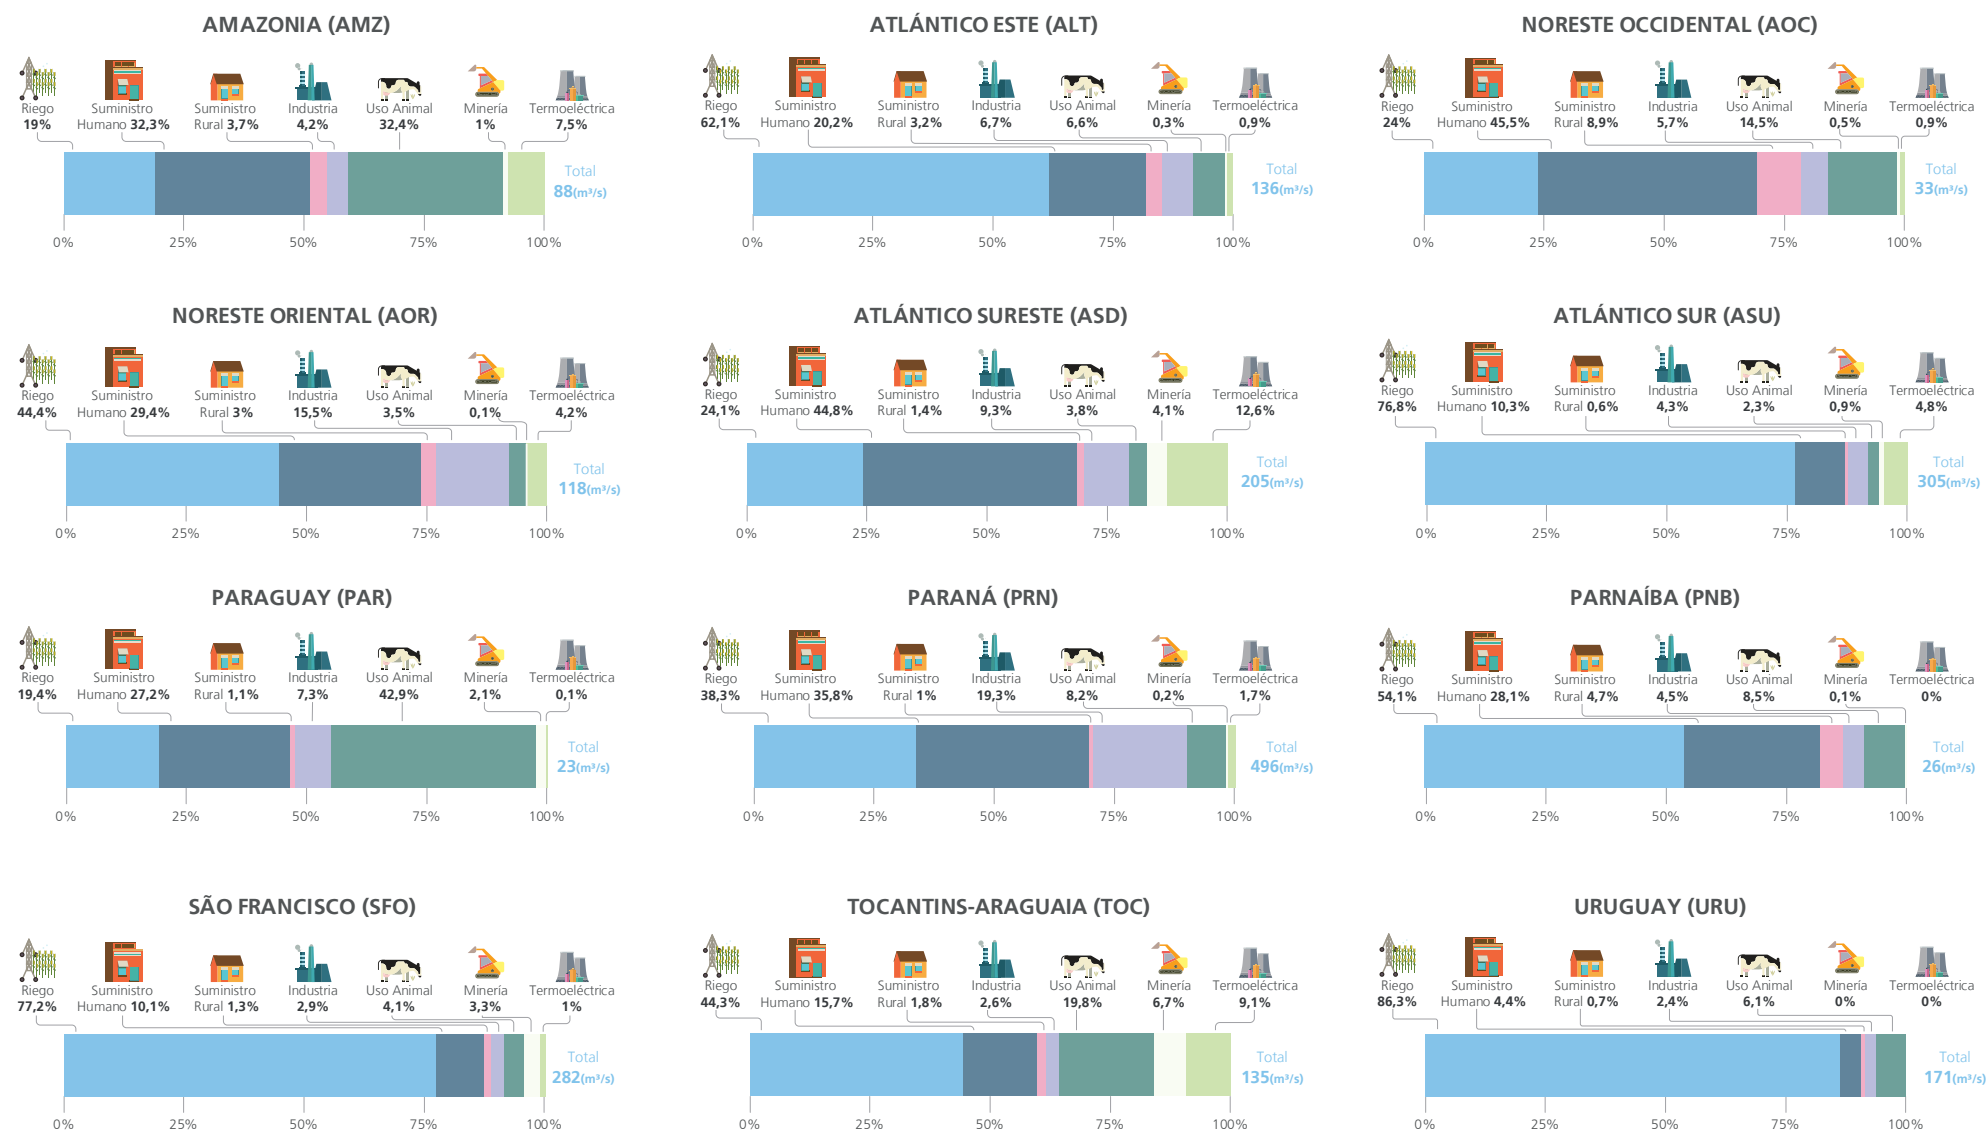 AMAZONIA (AMZ)
Riego Suministro Suministro Industria Uso Animal Minería Termoeléctrica
19% Humano 32,3% Rural 3,7% 4,2% 32,4% 1% 7,5%
Total
88(m³/s)
0% 25% 50% 75% 100%
ATLÁNTICO ESTE (ALT)
Riego Suministro Suministro Industria Uso Animal Minería Termoeléctrica
62,1% Humano 20,2% Rural 3,2% 6,7% 6,6% 0,3% 0,9%
Total
136(m³/s)
0% 25% 50% 75% 100%
NORESTE OCCIDENTAL (AOC)
Riego Suministro Suministro Industria Uso Animal Minería Termoeléctrica
24% Humano 45,5% Rural 8,9% 5,7% 14,5% 0,5% 0,9%
Total
33(m³/s)
0% 25% 50% 75% 100%
NORESTE ORIENTAL (AOR)
Riego Suministro Suministro Industria Uso Animal Minería Termoeléctrica
44,4% Humano 29,4% Rural 3% 15,5% 3,5% 0,1% 4,2%
Total
118(m³/s)
0% 25% 50% 75% 100%
ATLÁNTICO SURESTE (ASD)
Riego Suministro Suministro Industria Uso Animal Minería Termoeléctrica
24,1% Humano 44,8% Rural 1,4% 9,3% 3,8% 4,1% 12,6%
Total
205(m³/s)
0% 25% 50% 75% 100%
ATLÁNTICO SUR (ASU)
Riego Suministro Suministro Industria Uso Animal Minería Termoeléctrica
76,8% Humano 10,3% Rural 0,6% 4,3% 2,3% 0,9% 4,8%
Total
305(m³/s)
0% 25% 50% 75% 100%
PARAGUAY (PAR)
Riego Suministro Suministro Industria Uso Animal Minería Termoeléctrica
19,4% Humano 27,2% Rural 1,1% 7,3% 42,9% 2,1% 0,1%
Total
23(m³/s)
0% 25% 50% 75% 100%
PARANÁ (PRN)
Riego Suministro Suministro Industria Uso Animal Minería Termoeléctrica
38,3% Humano 35,8% Rural 1% 19,3% 8,2% 0,2% 1,7%
Total
496(m³/s)
0% 25% 50% 75% 100%
PARNAÍBA (PNB)
Riego Suministro Suministro Industria Uso Animal Minería Termoeléctrica
54,1% Humano 28,1% Rural 4,7% 4,5% 8,5% 0,1% 0%
Total
26(m³/s)
0% 25% 50% 75% 100%
SÃO FRANCISCO (SFO)
Riego Suministro Suministro Industria Uso Animal Minería Termoeléctrica
77,2% Humano 10,1% Rural 1,3% 2,9% 4,1% 3,3% 1%
Total
282(m³/s)
0% 25% 50% 75% 100%
TOCANTINS-ARAGUAIA (TOC)
Riego Suministro Suministro Industria Uso Animal Minería Termoeléctrica
44,3% Humano 15,7% Rural 1,8% 2,6% 19,8% 6,7% 9,1%
Total
135(m³/s)
0% 25% 50% 75% 100%
URUGUAY (URU)
Riego Suministro Suministro Industria Uso Animal Minería Termoeléctrica
86,3% Humano 4,4% Rural 0,7% 2,4% 6,1% 0% 0%
Total
171(m³/s)
0% 25% 50% 75% 100%